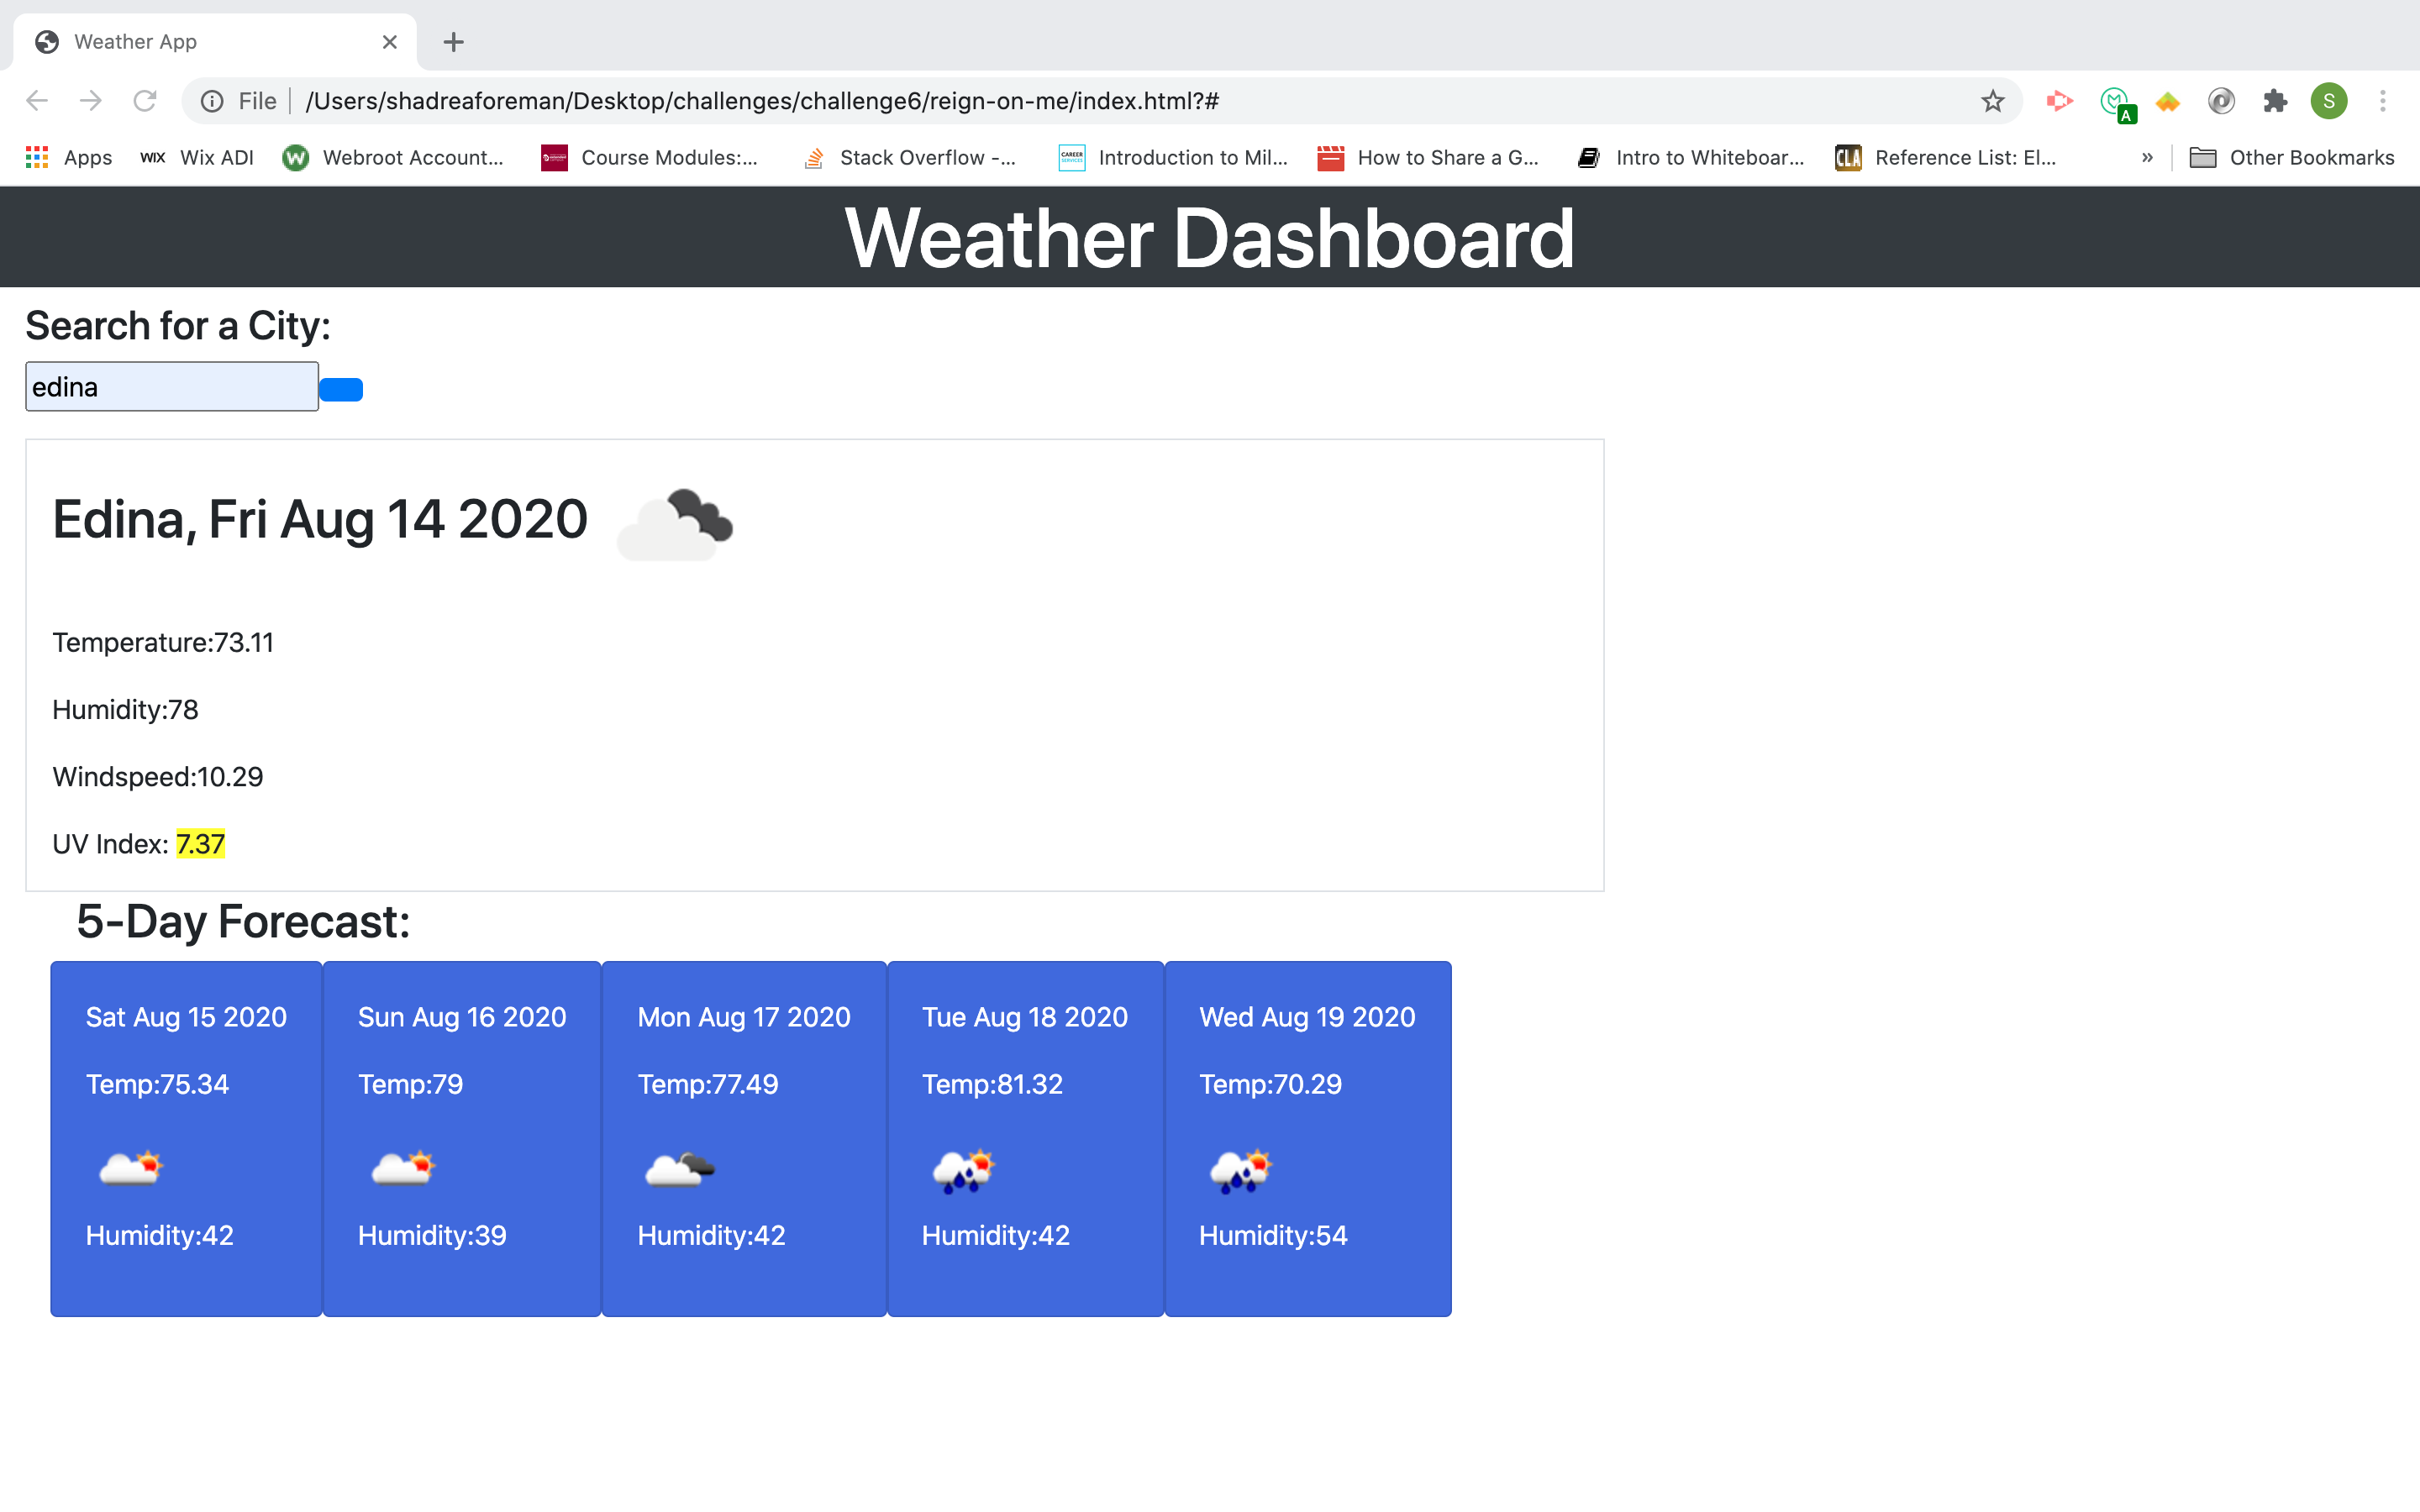 Weather App
File /Users/shadreaforeman/Desktop/challenges/challenge6/reign-on-me/index.html?#
A
S
Apps WIX Wix ADI W Webroot Account... Course Modules:... Stack Overflow -... CAREER SERVICES Introduction to Mil... How to Share a G... Intro to Whiteboar... CLA Reference List: El... » Other Bookmarks
Weather Dashboard
Search for a City:
edina
Edina, Fri Aug 14 2020
Temperature:73.11
Humidity:78
Windspeed:10.29
UV Index: 7.37
5-Day Forecast:
Sat Aug 15 2020 Sun Aug 16 2020 Mon Aug 17 2020 Tue Aug 18 2020 Wed Aug 19 2020
Temp:75.34 Temp:79 Temp:77.49 Temp:81.32 Temp:70.29
Humidity:42 Humidity:39 Humidity:42 Humidity:42 Humidity:54